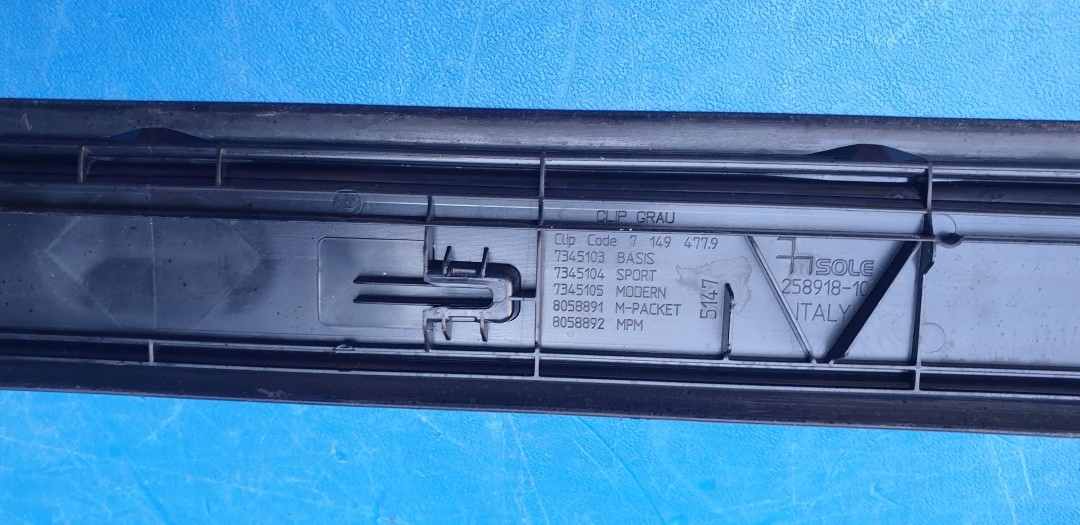 CLIP GRAU
Clip Code 7 149 477.9
7345103 BASIS
7345104 SPORT
7345105 MODERN
8058891 M-PACKET
8058892 MPM
5147
SOLE
258918-10
ITALY